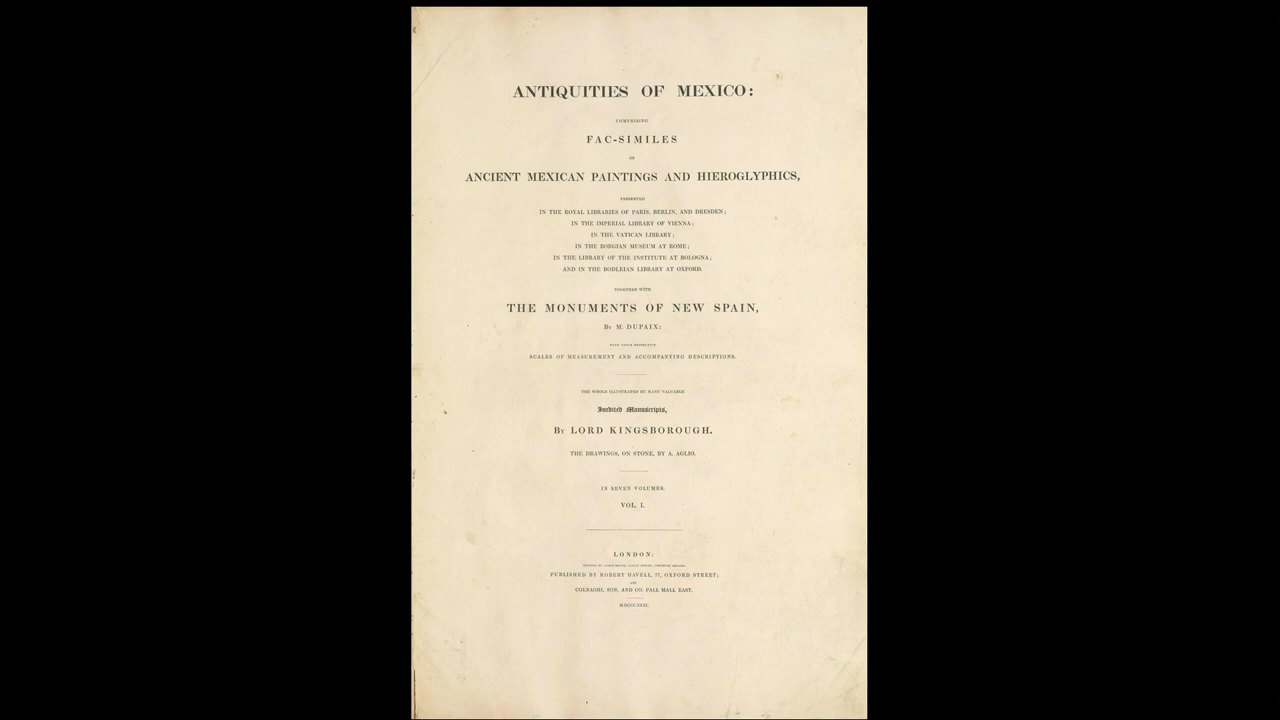 ANTIQUITIES OF MEXICO:
COMPRISING
FAC-SIMILES
OF
ANCIENT MEXICAN PAINTINGS AND HIEROGLYPHICS,
PRESERVED
IN THE ROYAL LIBRARIES OF PARIS, BERLIN, AND DRESDEN;
IN THE IMPERIAL LIBRARY OF VIENNA;
IN THE VATICAN LIBRARY;
IN THE BORGIAN MUSEUM AT ROME;
IN THE LIBRARY OF THE INSTITUTE AT BOLOGNA;
AND IN THE BODLEIAN LIBRARY AT OXFORD.
TOGETHER WITH
THE MONUMENTS OF NEW SPAIN,
BY M. DUPAIX:
WITH THEIR RESPECTIVE
SCALES OF MEASUREMENT AND ACCOMPANYING DESCRIPTIONS.
THE WHOLE ILLUSTRATED BY MANY VALUABLE
Inedited Manuscripts,
BY LORD KINGSBOROUGH.
THE DRAWINGS, ON STONE, BY A. AGLIO.
IN SEVEN VOLUMES.
VOL. I.
LONDON:
PUBLISHED BY ROBERT HAVELL, 77, OXFORD STREET;
AND
COLNAGHI, SON, AND CO. PALL MALL EAST.